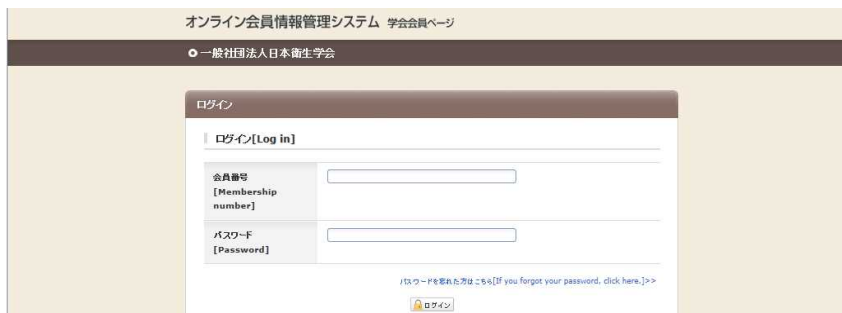 オンライン会員情報管理システム 学会会員ページ
一般社団法人日本衛生学会
ログイン
ログイン[Log in]
会員番号
[Membership
number]
パスワード
[Password]
パスワードを忘れた方はこちら[If you forgot your password, click here.]>>
ログイン